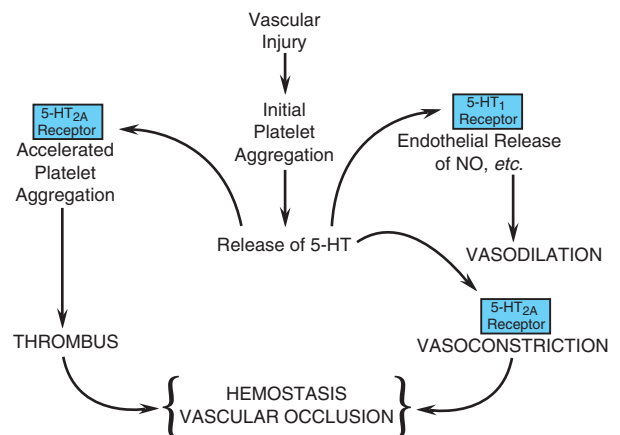 Vascular
Injury
Initial
Platelet
Aggregation
Release of 5-HT
5-HT2A
Receptor
Accelerated
Platelet
Aggregation
THROMBUS
5-HT1
Receptor
Endothelial Release
of NO, etc.
VASODILATION
5-HT2A
Receptor
VASOCONSTRICTION
HEMOSTASIS
VASCULAR OCCLUSION